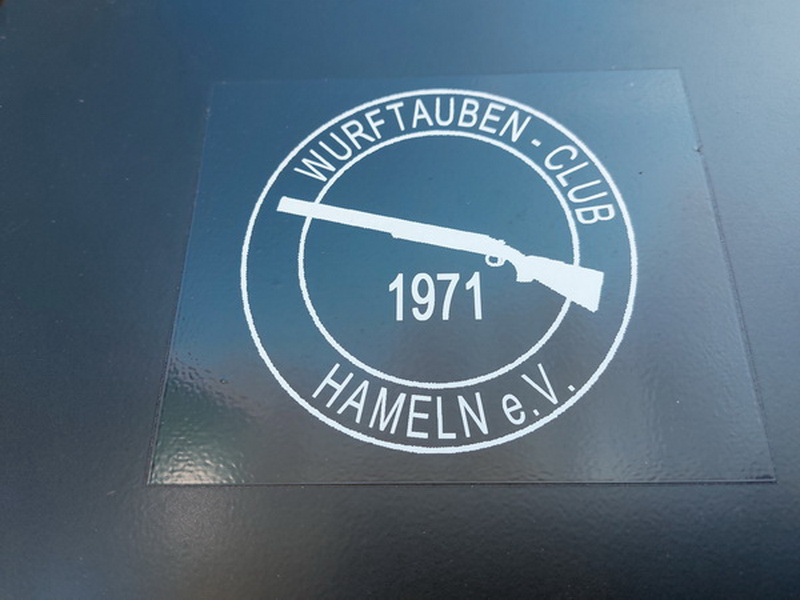 WURFTAUBEN - CLUB
1971
HAMELN e.V.